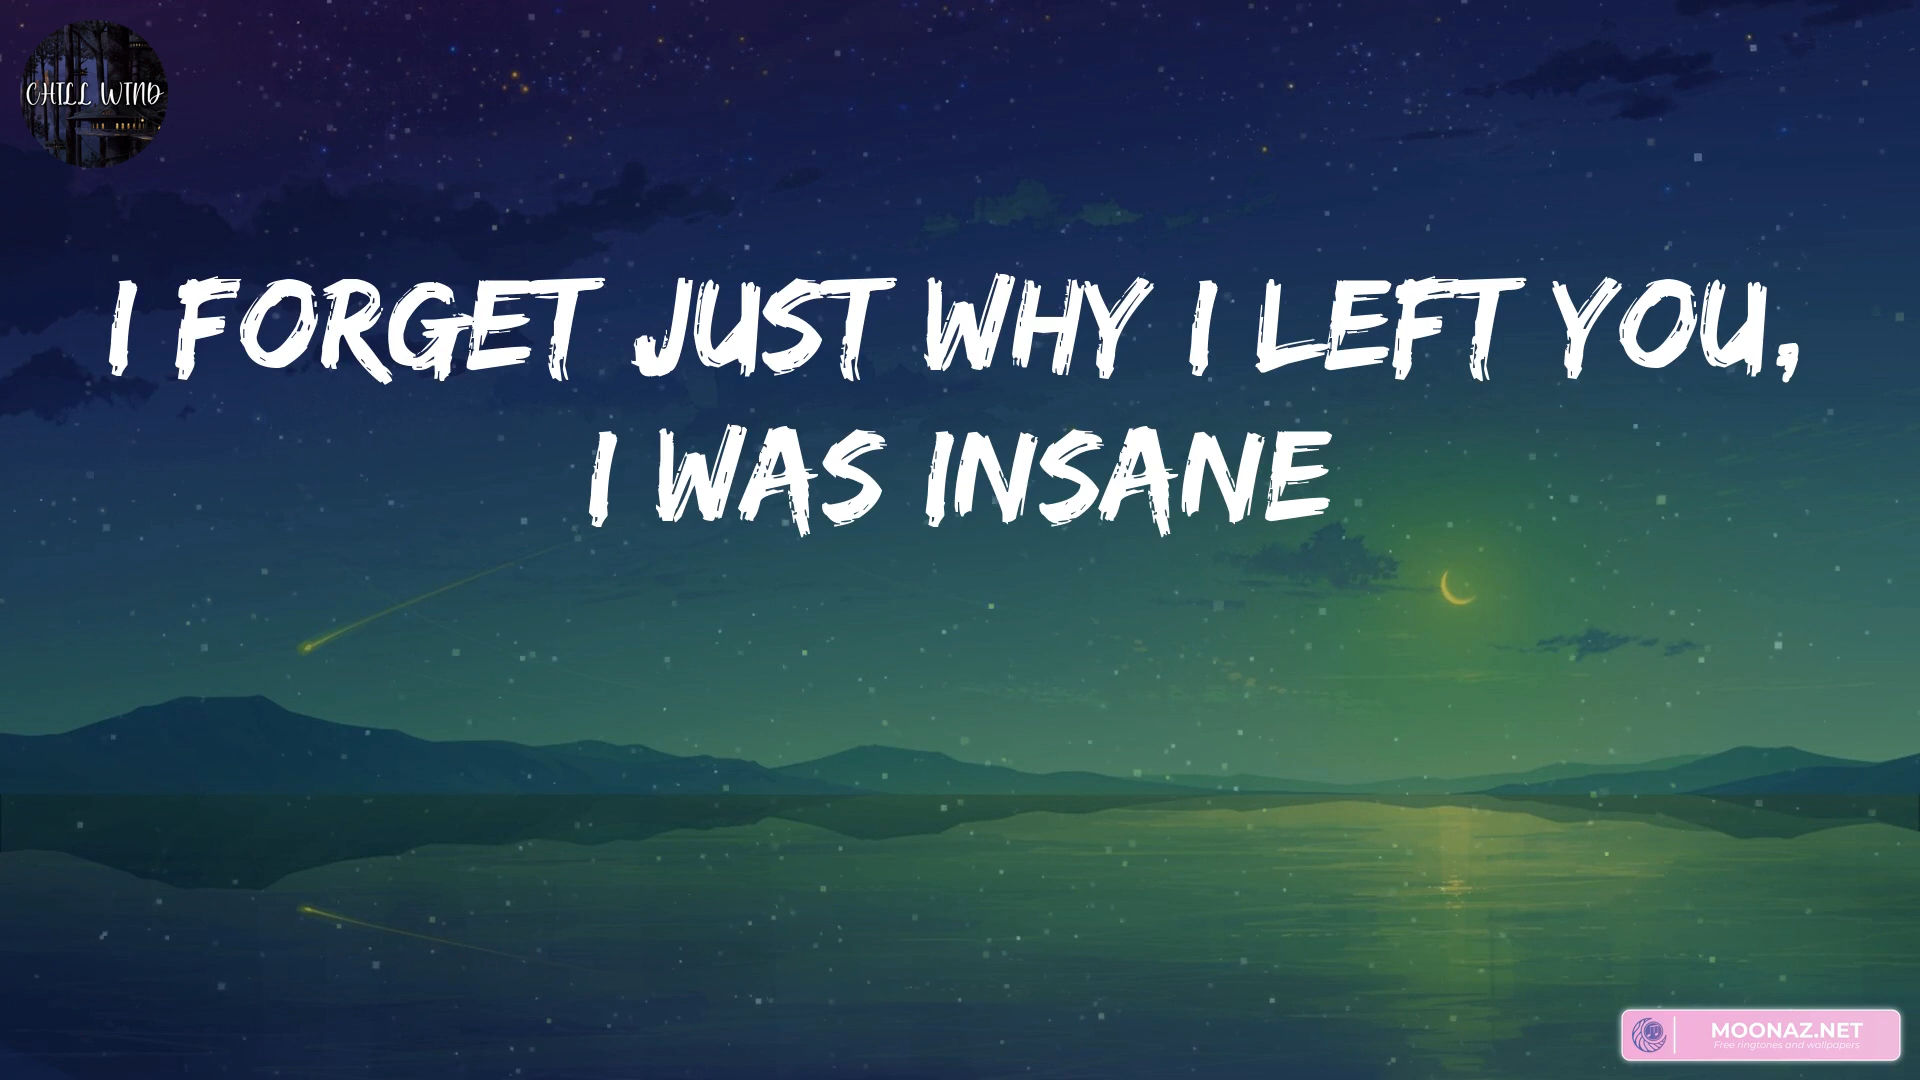 CHILL WIND
I FORGET JUST WHY I LEFT YOU,
I WAS INSANE
MOONAZ.NET
Free ringtones and wallpapers